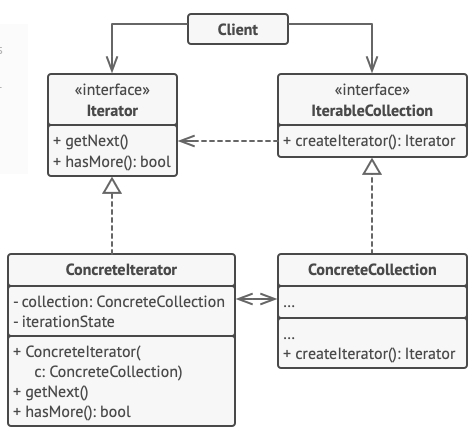 Client
«interface»
Iterator
+ getNext()
+ hasMore(): bool
«interface»
IterableCollection
+ createIterator(): Iterator
ConcreteIterator
- collection: ConcreteCollection
- iterationState
+ ConcreteIterator(
c: ConcreteCollection)
+ getNext()
+ hasMore(): bool
ConcreteCollection
...
...
+ createIterator(): Iterator